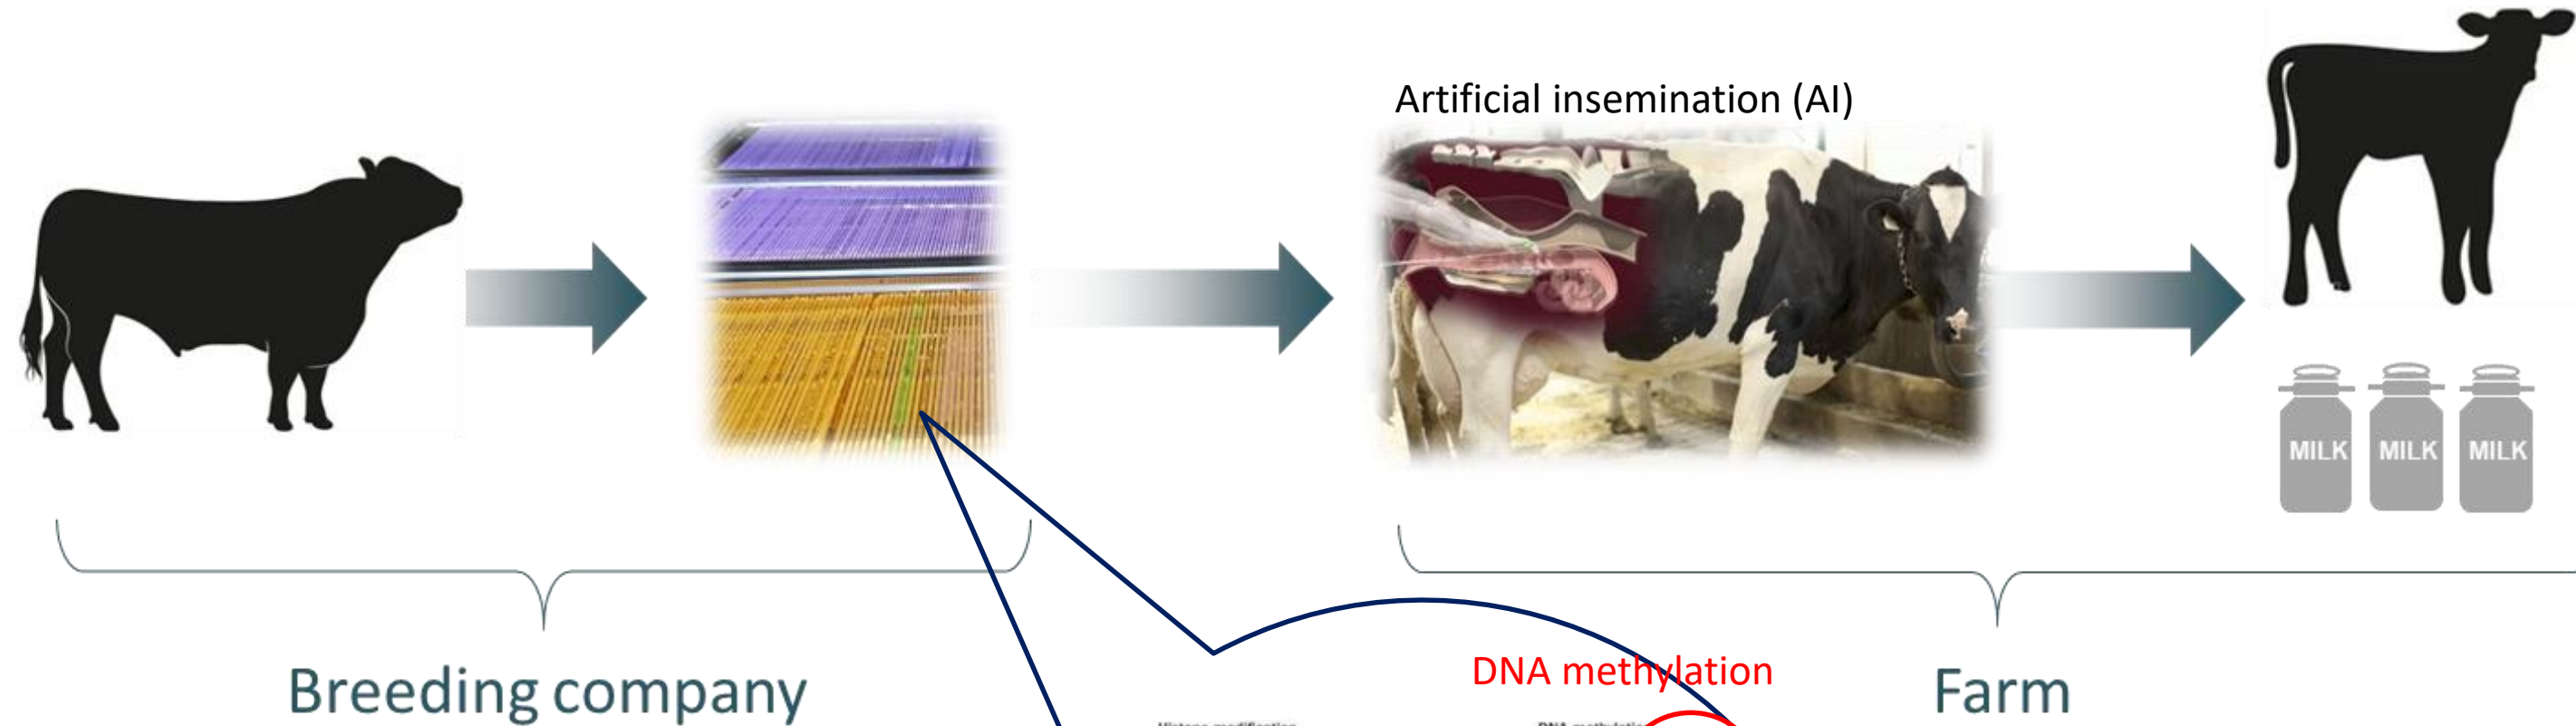 Artificial insemination (AI)
MILK MILK MILK
DNA methylation
Breeding company
Farm